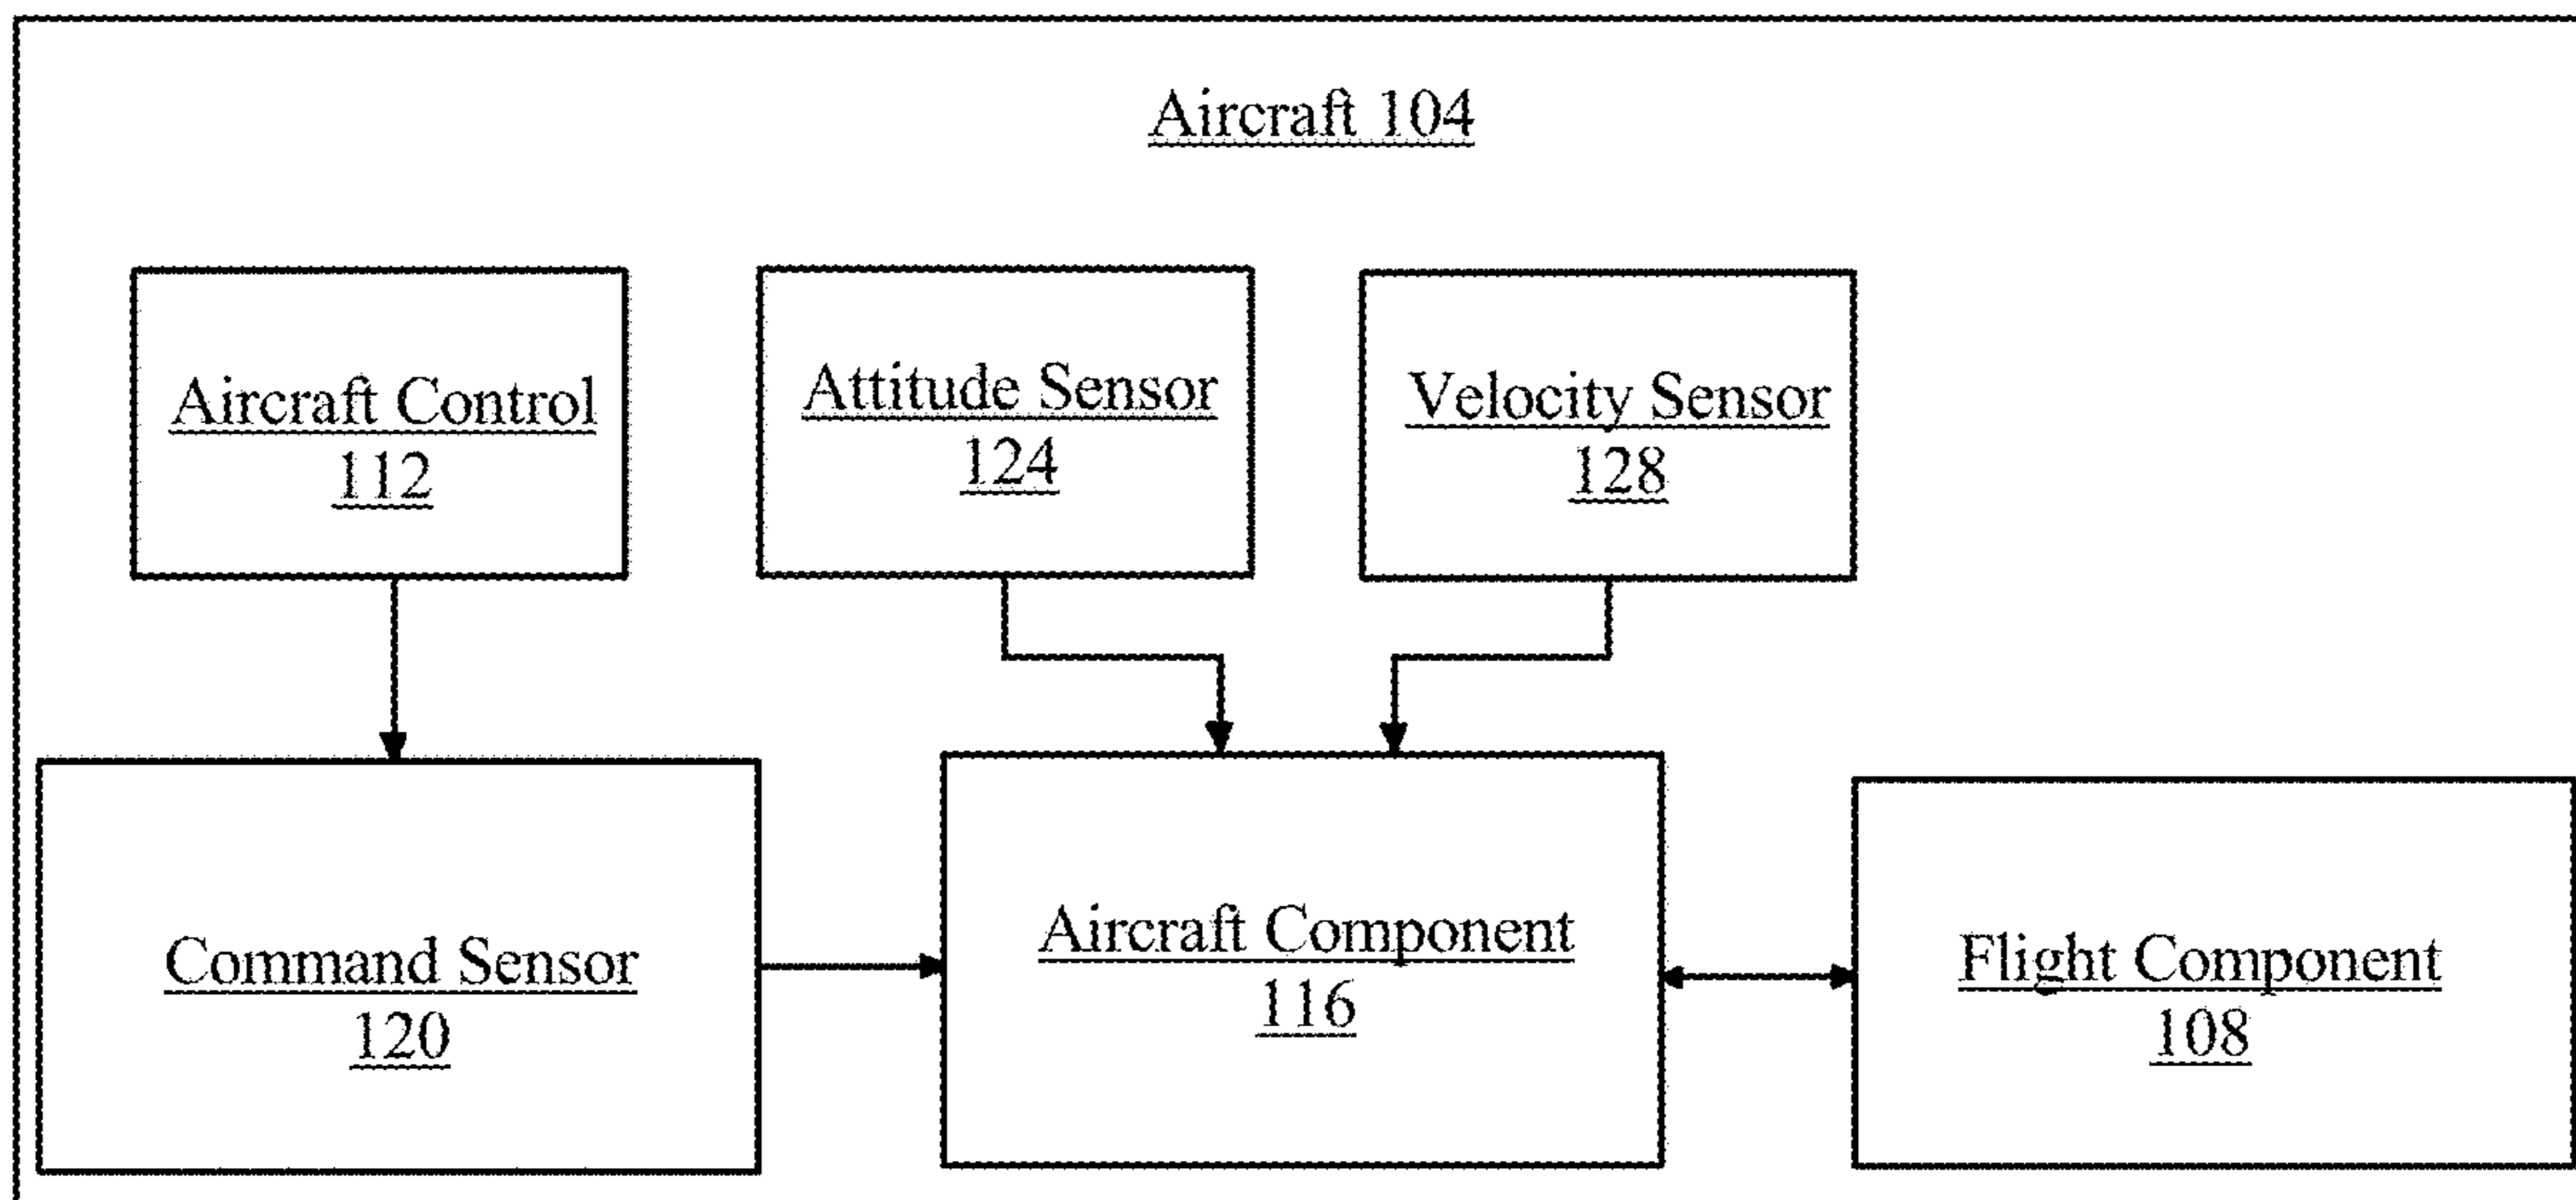 Aircraft 104
Aircraft Control
112
Attitude Sensor
124
Velocity Sensor
128
Command Sensor
120
Aircraft Component
116
Flight Component
108